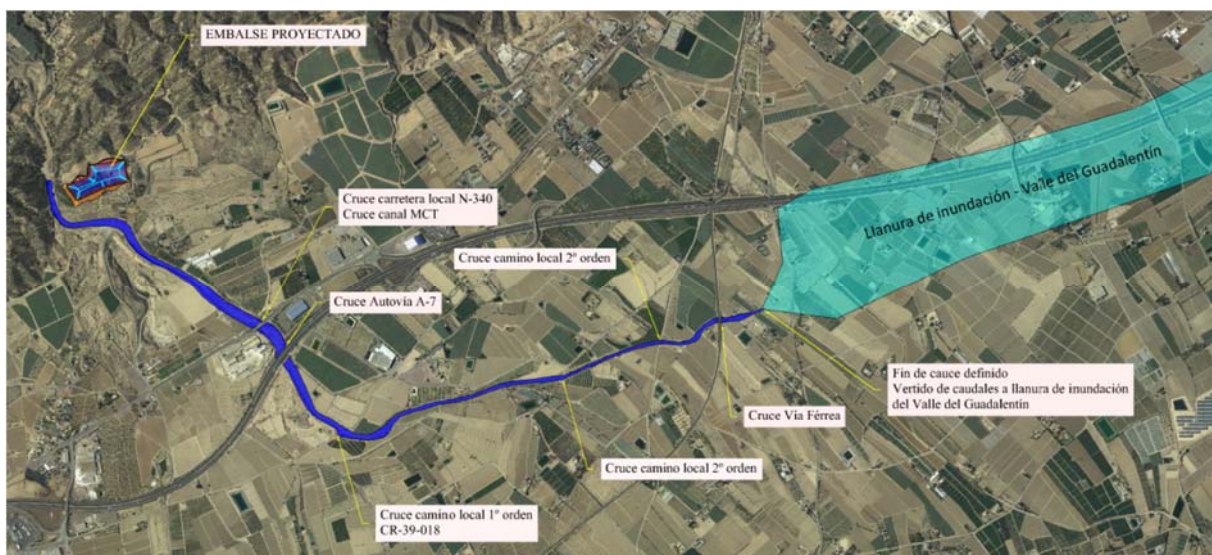 EMBALSE PROYECTADO
Cruce carretera local N-340
Cruce canal MCT
Cruce camino local 2º orden
Cruce Autovía A-7
Llanura de inundación - Valle del Guadalentín
Fin de cauce definido
Vertido de caudales a llanura de inundación
del Valle del Guadalentín
Cruce Vía Férrea
Cruce camino local 2º orden
Cruce camino local 1º orden
CR-39-018